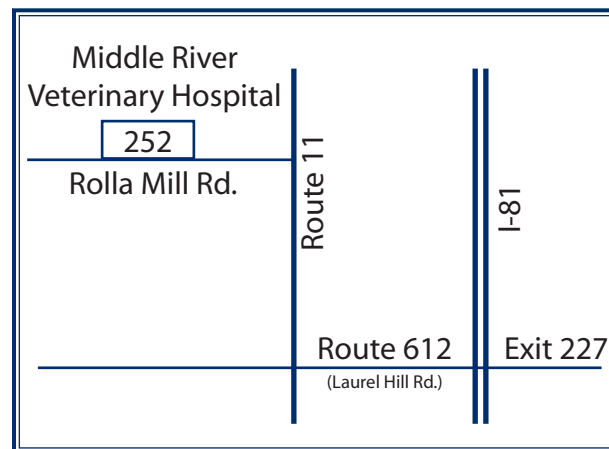 Middle River
Veterinary Hospital
252
Rolla Mill Rd.
Route 11
I-81
Route 612
Exit 227
(Laurel Hill Rd.)